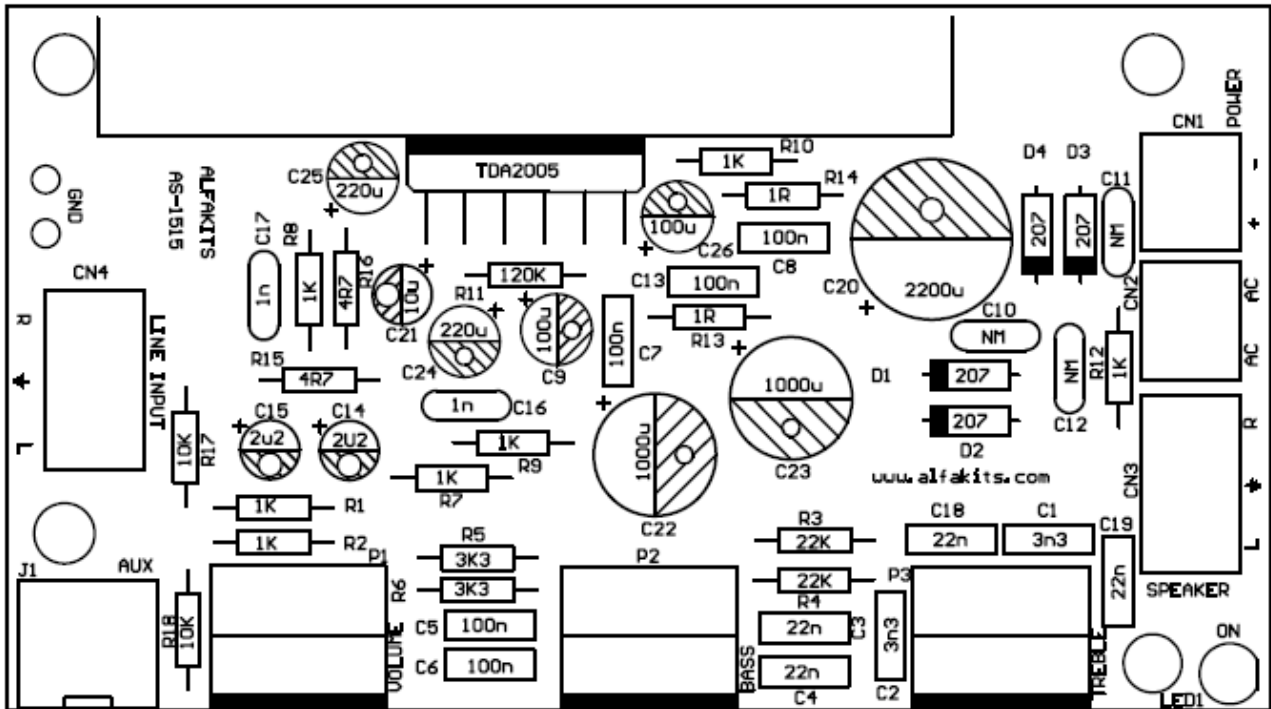 POWER
CN1
-
+
R10
1K
TDA2005
C25
220u
+
ALFAKITS
AS-1515
GND
D4
D3
207
207
C11
NM
R14
1R
100u
C26
+
100n
C8
C17
1n
R8
1K
R16
4R7
10u
C21
+
120K
R11
C13
100n
2200u
C20
+
CN2
AC
AC
CN4
R
L
LINE INPUT
220u
C24
+
100u
C9
+
100n
C7
1R
R13
C10
NM
NM
C12
R12
1K
R15
4R7
1000u
C23
+
D1
207
207
D2
1n
C16
C15
2u2
+
C14
2U2
+
10K
R17
1K
R9
1K
R7
1000u
C22
+
www.alfakits.com
CN3
R
L
SPEAKER
1K
R1
1K
R2
R5
3K3
R6
3K3
R3
22K
22K
R4
C18
22n
C1
3n3
C19
22n
J1
AUX
R18
10K
P1
VOLUME
C5
100n
C6
100n
P2
BASS
22n
C3
22n
C4
3n3
C2
P3
TREBLE
ON
LED1